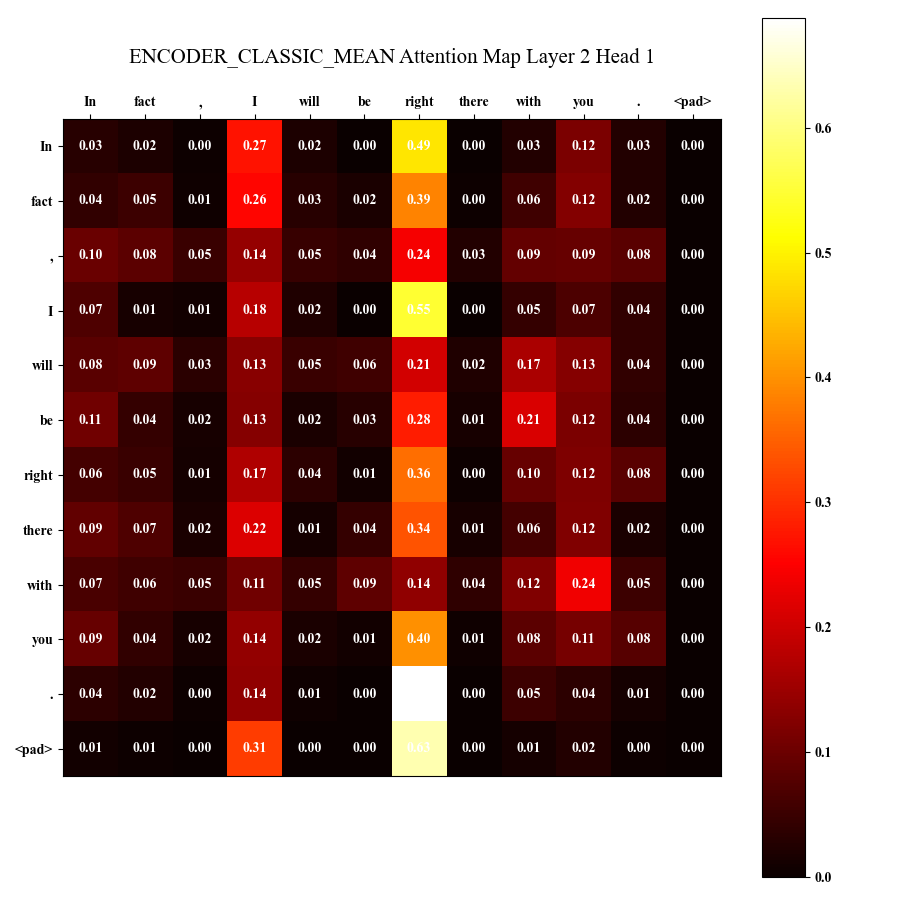 ENCODER_CLASSIC_MEAN Attention Map Layer 2 Head 1
In fact , I will be right there with you . <pad>
In 0.03 0.02 0.00 0.27 0.02 0.00 0.49 0.00 0.03 0.12 0.03 0.00
fact 0.04 0.05 0.01 0.26 0.03 0.02 0.39 0.00 0.06 0.12 0.02 0.00
, 0.10 0.08 0.05 0.14 0.05 0.04 0.24 0.03 0.09 0.09 0.08 0.00
I 0.07 0.01 0.01 0.18 0.02 0.00 0.55 0.00 0.05 0.07 0.04 0.00
will 0.08 0.09 0.03 0.13 0.05 0.06 0.21 0.02 0.17 0.13 0.04 0.00
be 0.11 0.04 0.02 0.13 0.02 0.03 0.28 0.01 0.21 0.12 0.04 0.00
right 0.06 0.05 0.01 0.17 0.04 0.01 0.36 0.00 0.10 0.12 0.08 0.00
there 0.09 0.07 0.02 0.22 0.01 0.04 0.34 0.01 0.06 0.12 0.02 0.00
with 0.07 0.06 0.05 0.11 0.05 0.09 0.14 0.04 0.12 0.24 0.05 0.00
you 0.09 0.04 0.02 0.14 0.02 0.01 0.40 0.01 0.08 0.11 0.08 0.00
. 0.04 0.02 0.00 0.14 0.01 0.00 0.00 0.05 0.04 0.01 0.00
<pad> 0.01 0.01 0.00 0.31 0.00 0.00 0.63 0.00 0.01 0.02 0.00 0.00
0.6
0.5
0.4
0.3
0.2
0.1
0.0